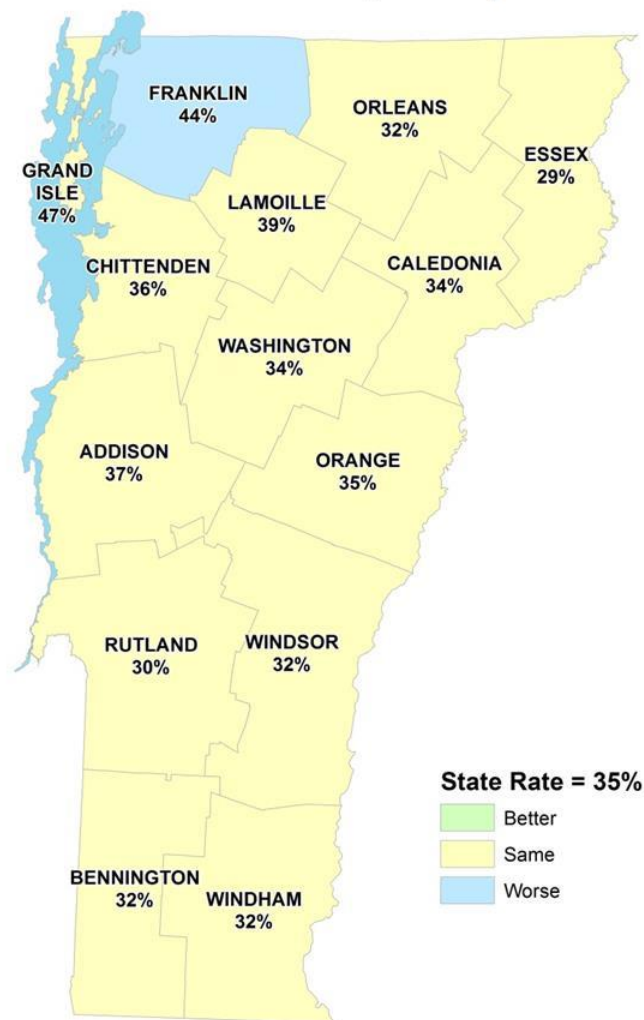 FRANKLIN
44%
ORLEANS
32%
ESSEX
29%
GRAND
ISLE
47%
LAMOILLE
39%
CHITTENDEN
36%
CALEDONIA
34%
WASHINGTON
34%
ADDISON
37%
ORANGE
35%
RUTLAND
30%
WINDSOR
32%
State Rate = 35%
Better
Same
Worse
BENNINGTON
32%
WINDHAM
32%